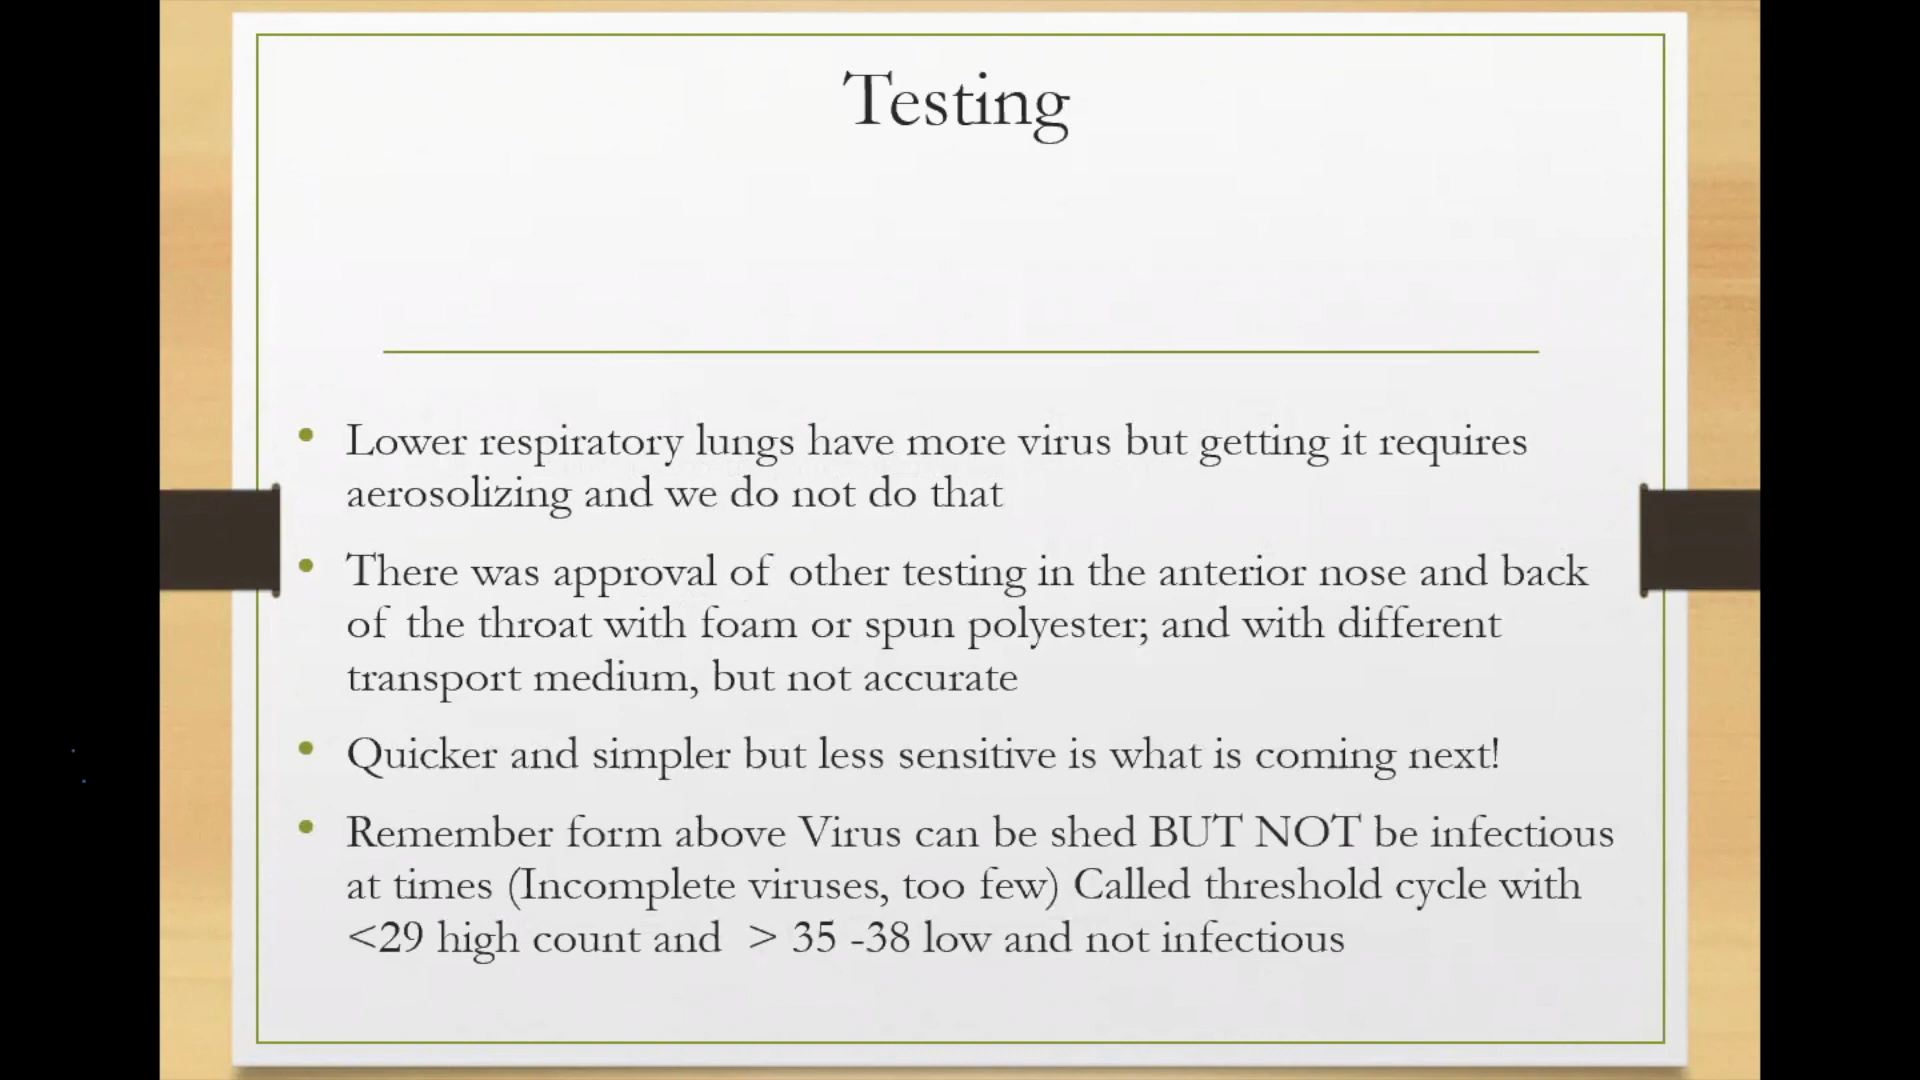 Testing
• Lower respiratory lungs have more virus but getting it requires
aerosolizing and we do not do that
• There was approval of other testing in the anterior nose and back
of the throat with foam or spun polyester; and with different
transport medium, but not accurate
• Quicker and simpler but less sensitive is what is coming next!
• Remember form above Virus can be shed BUT NOT be infectious
at times (Incomplete viruses, too few) Called threshold cycle with
<29 high count and > 35 -38 low and not infectious